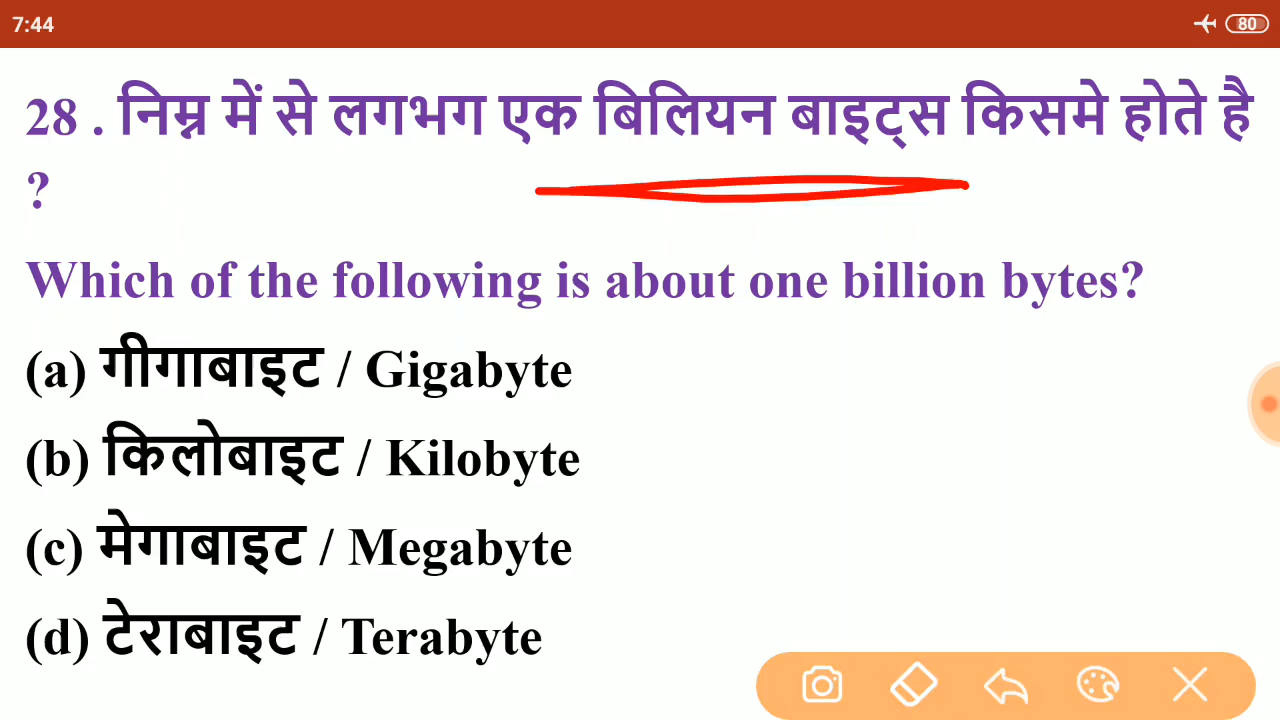 7:44
80
28 . निम्न में से लगभग एक बिलियन बाइट्स किसमे होते है
?
Which of the following is about one billion bytes?
(a) गीगाबाइट / Gigabyte
(b) किलोबाइट / Kilobyte
(c) मेगाबाइट / Megabyte
(d) टेराबाइट / Terabyte